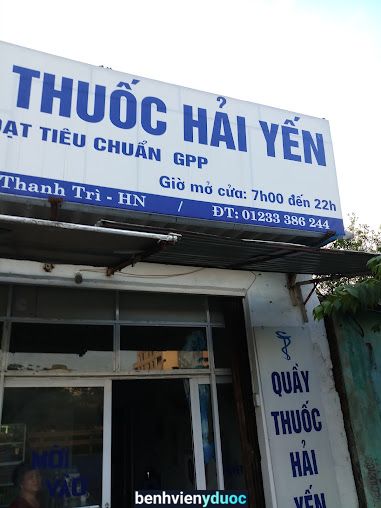 THUỐC HẢI YẾN
ĐẠT TIÊU CHUẨN GPP
Giờ mở cửa: 7h00 đến 22h
Thanh Trì - HN / ĐT: 01233 386 244
QUẦY
THUỐC
HẢI
YẾN
MỜI
VÀO
benhvienyduoc